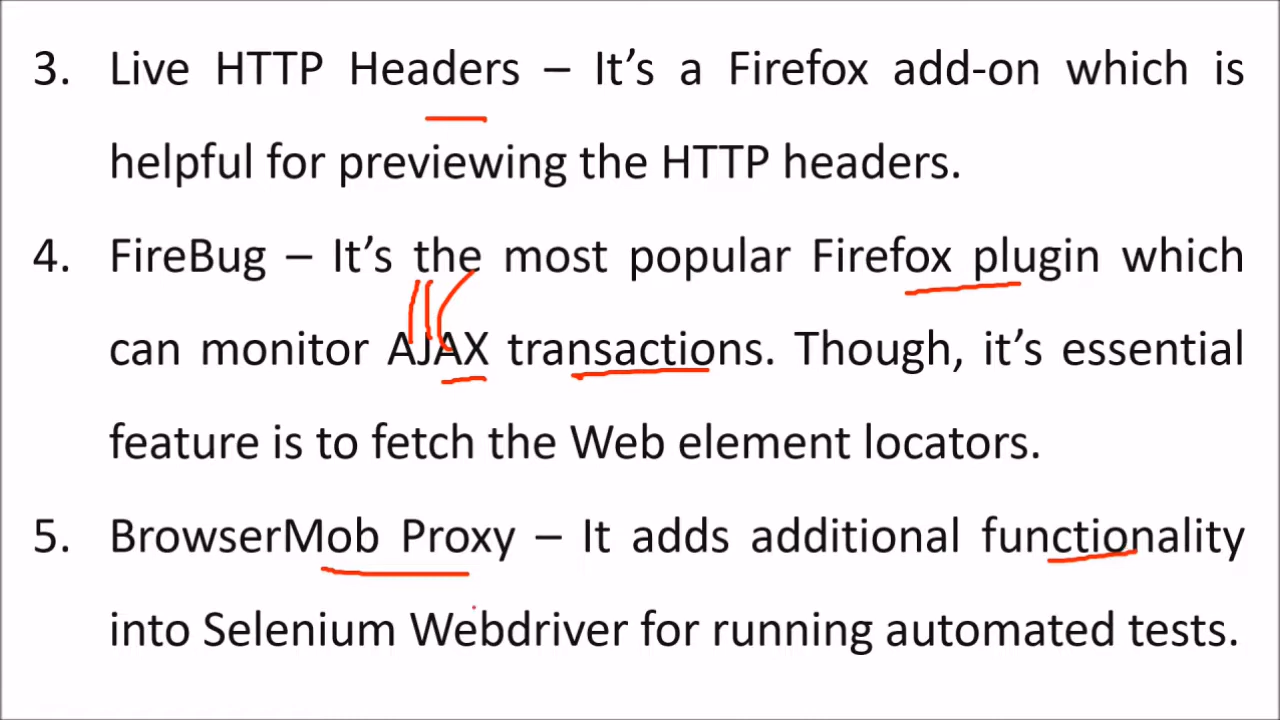 3. Live HTTP Headers – It’s a Firefox add-on which is
helpful for previewing the HTTP headers.
4. FireBug – It’s the most popular Firefox plugin which
can monitor AJAX transactions. Though, it’s essential
feature is to fetch the Web element locators.
5. BrowserMob Proxy – It adds additional functionality
into Selenium Webdriver for running automated tests.